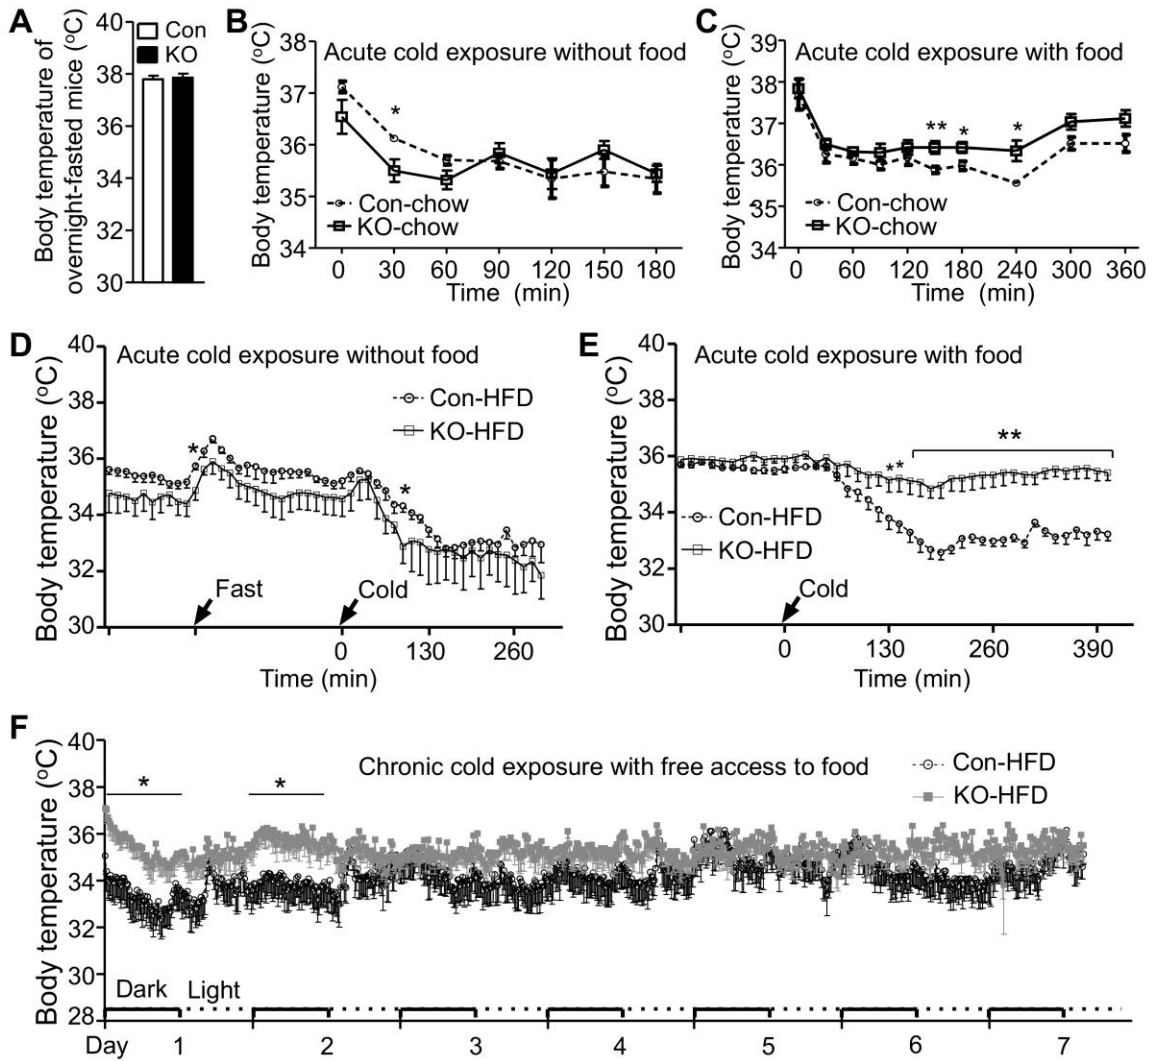 A
Body temperature of
overnight-fasted mice (°C)
40
38
36
34
32
30
Con
KO
B
Body temperature (°C)
38
37
36
35
34
Acute cold exposure without food
*
Con-chow
KO-chow
0 30 60 90 120 150 180
Time (min)
C
Body temperature (°C)
39
38
37
36
35
34
Acute cold exposure with food
** * *
Con-chow
KO-chow
0 60 120 180 240 300 360
Time (min)
D
Body temperature (°C)
40
38
36
34
32
30
Acute cold exposure without food
Con-HFD
KO-HFD
*
*
Fast
Cold
0 130 260
Time (min)
E
Body temperature (°C)
40
38
36
34
32
30
Acute cold exposure with food
**
**
Con-HFD
KO-HFD
Cold
0 130 260 390
Time (min)
F
Body temperature (°C)
40
38
36
34
32
30
28
Chronic cold exposure with free access to food
* *
Con-HFD
KO-HFD
Dark Light
Day 1 2 3 4 5 6 7